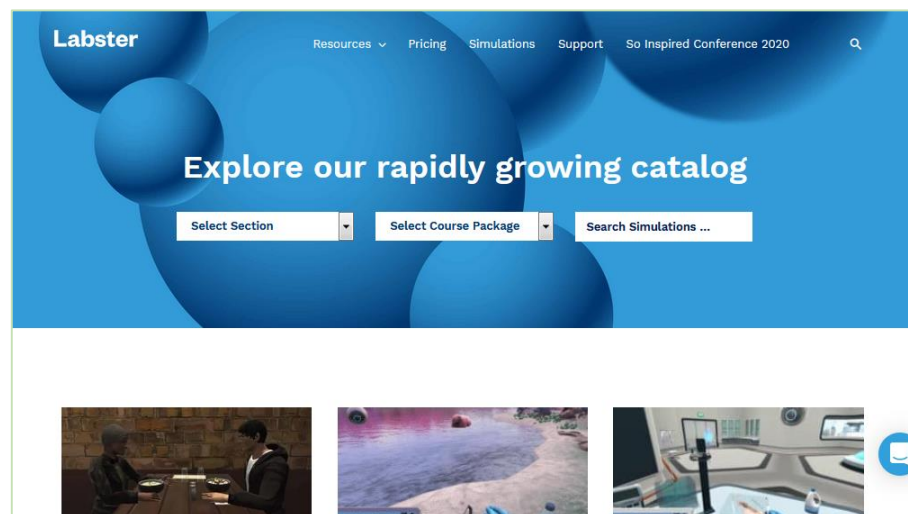 Labster
Resources Pricing Simulations Support So Inspired Conference 2020
Explore our rapidly growing catalog
Select Section Select Course Package Search Simulations ...